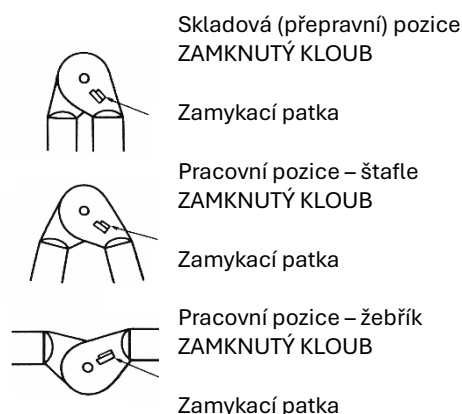 Skladová (přepravní) pozice
ZAMKNUTÝ KLOUB
Zamykací patka
Pracovní pozice – štafle
ZAMKNUTÝ KLOUB
Zamykací patka
Pracovní pozice – žebřík
ZAMKNUTÝ KLOUB
Zamykací patka